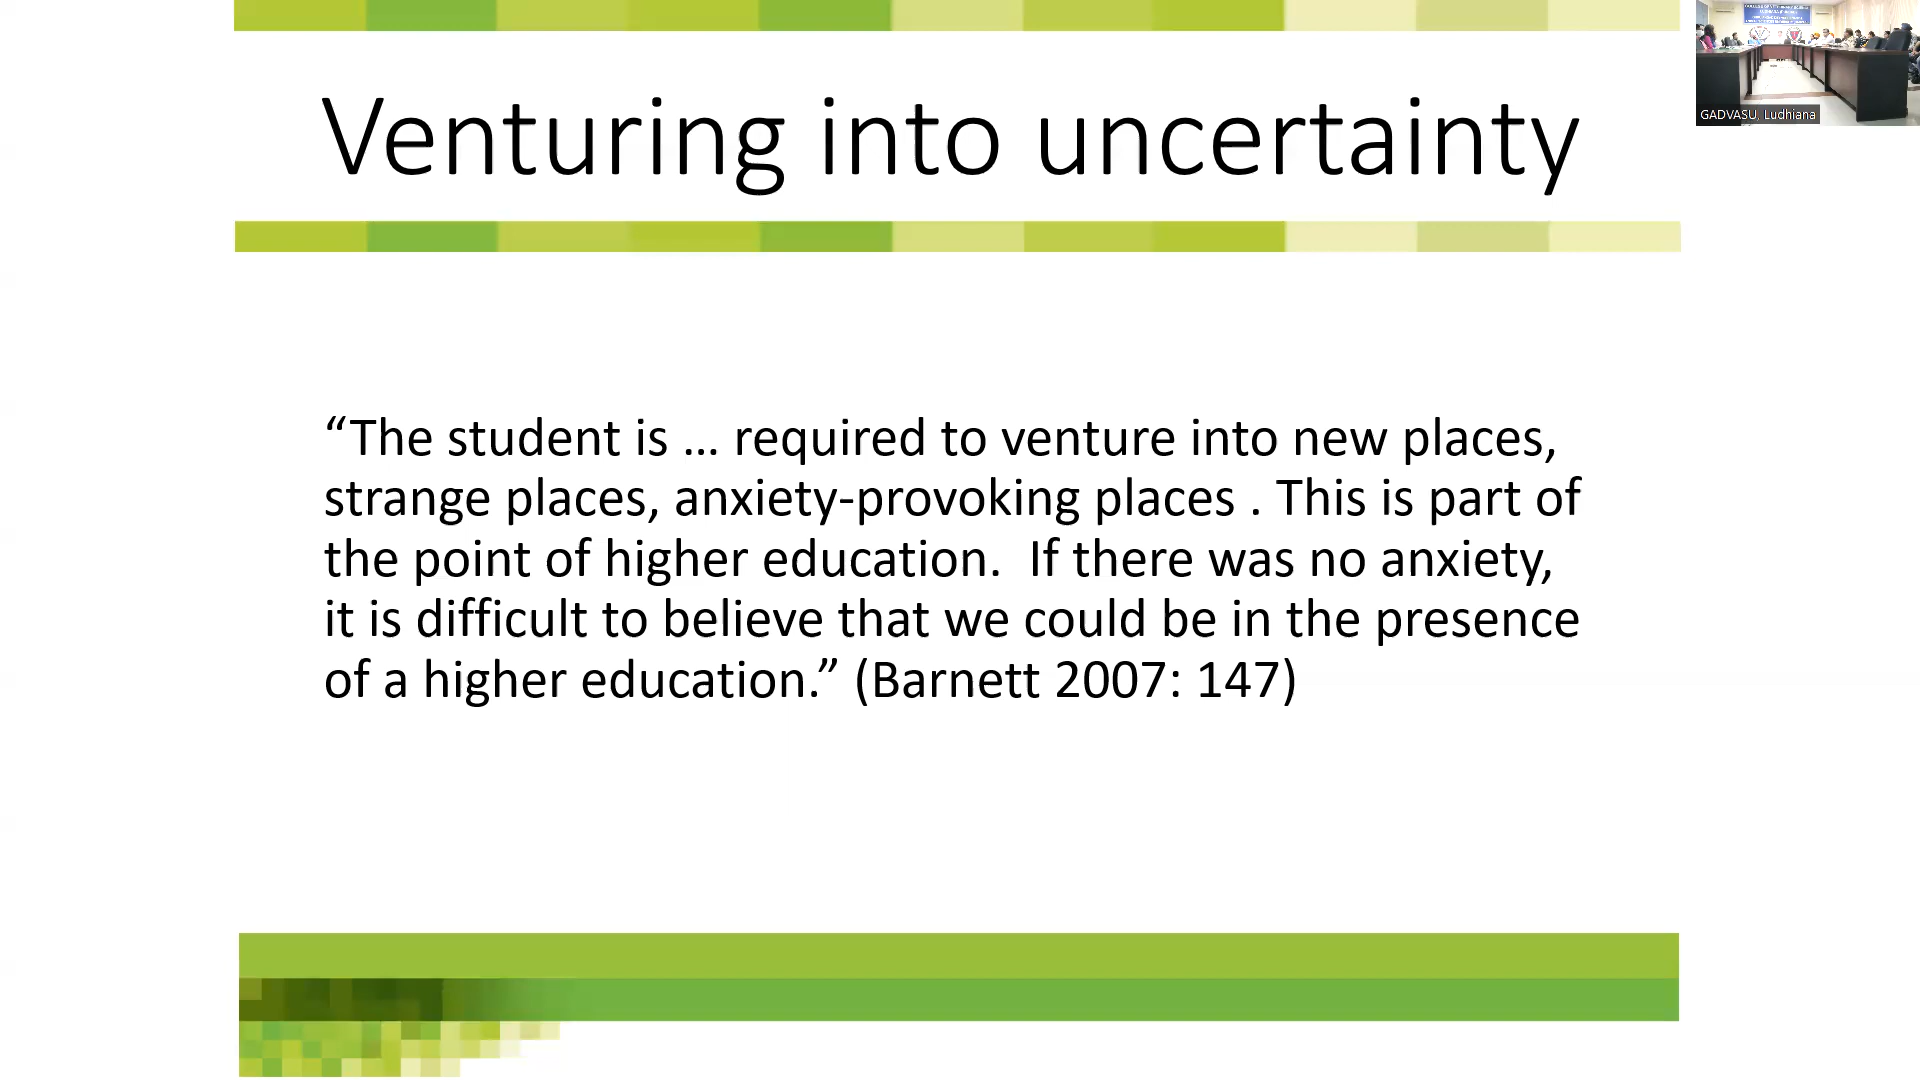 Venturing into uncertainty
“The student is … required to venture into new places,
strange places, anxiety-provoking places . This is part of
the point of higher education.  If there was no anxiety,
it is difficult to believe that we could be in the presence
of a higher education.” (Barnett 2007: 147)
GADVASU, Ludhiana